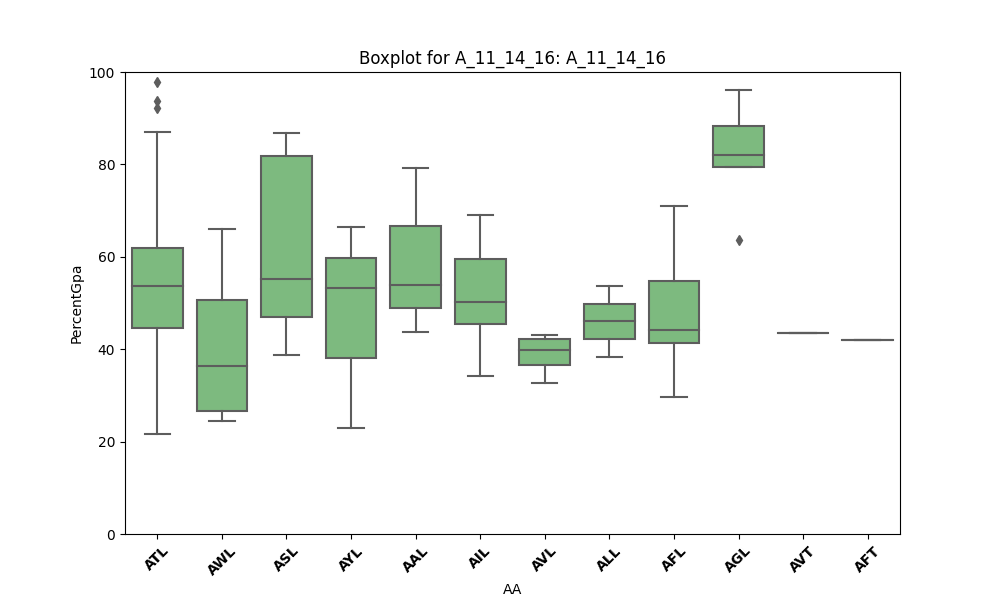 Boxplot for A_11_14_16: A_11_14_16
100
80
60
40
20
0
PercentGpa
ATL AWL ASL AYL AAL AIL AVL ALL AFL AGL AVT AFT
AA